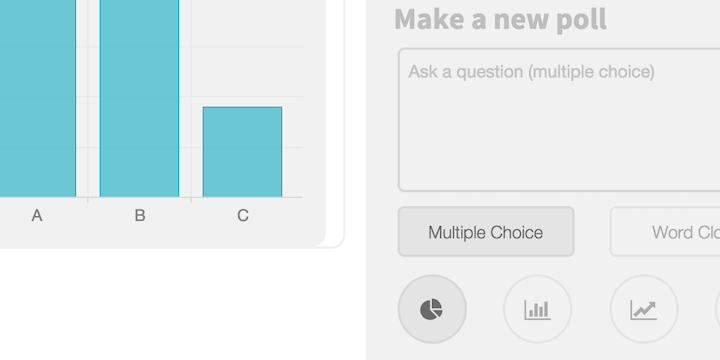 Make a new poll
Ask a question (multiple choice)
A B C
Multiple Choice
Word Clo